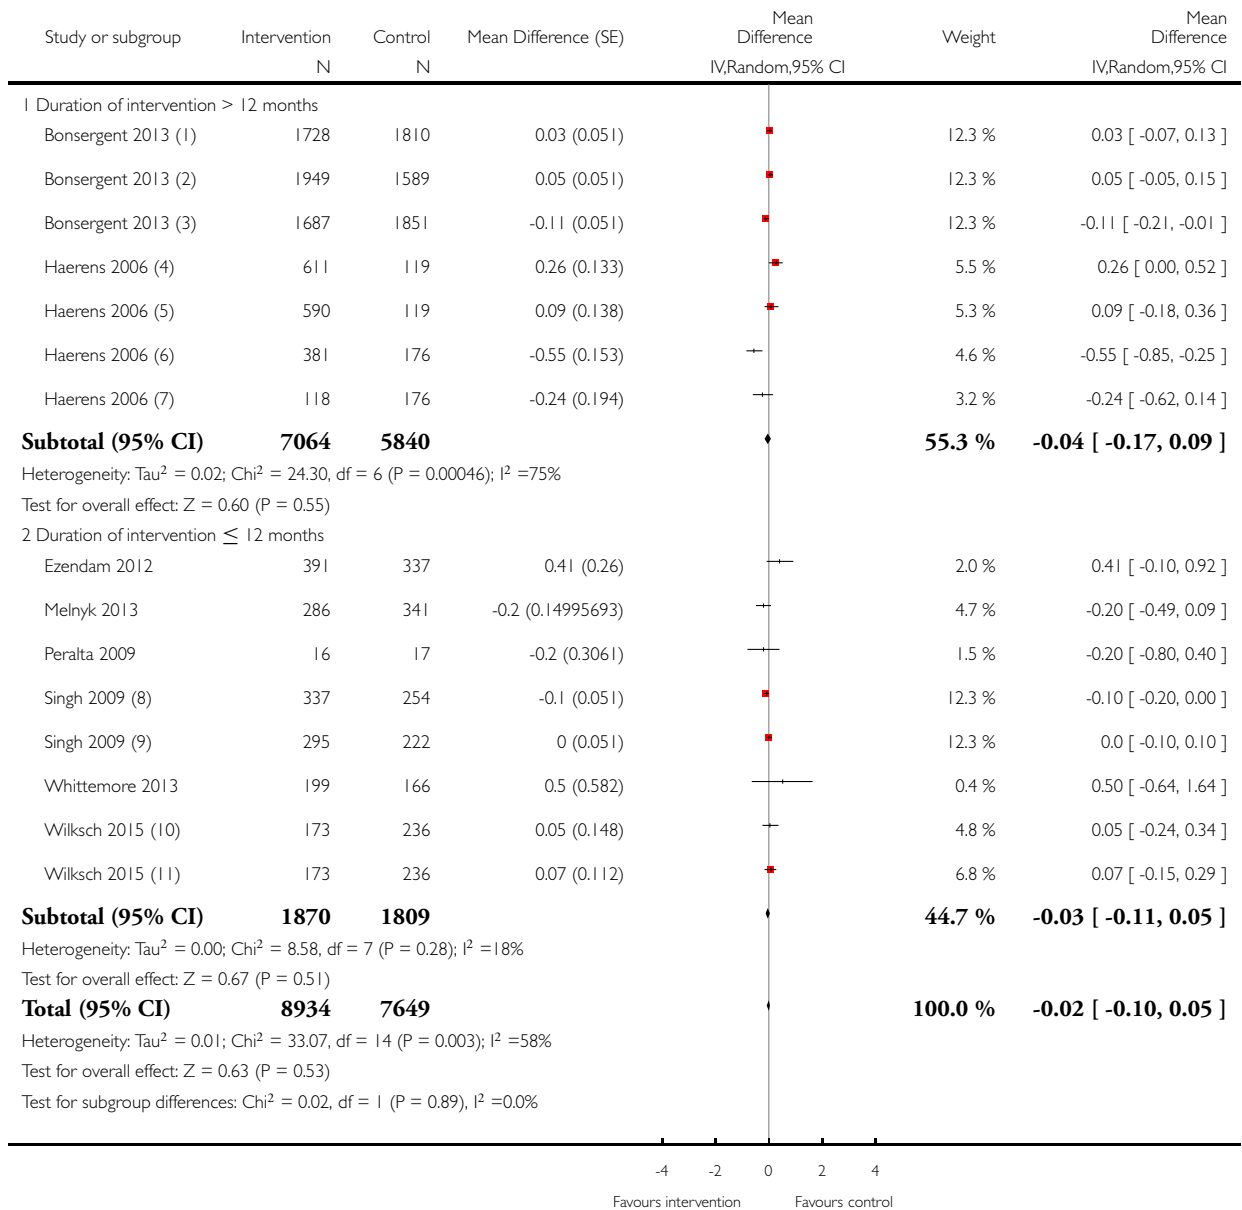 Study or subgroup Intervention Control Mean Difference (SE) Mean Difference Weight Mean Difference
N N IV,Random,95% CI IV,Random,95% CI
1 Duration of intervention > 12 months
Bonsergent 2013 (1) 1728 1810 0.03 (0.051) 12.3 % 0.03 [ -0.07, 0.13 ]
Bonsergent 2013 (2) 1949 1589 0.05 (0.051) 12.3 % 0.05 [ -0.05, 0.15 ]
Bonsergent 2013 (3) 1687 1851 -0.11 (0.051) 12.3 % -0.11 [ -0.21, -0.01 ]
Haerens 2006 (4) 611 119 0.26 (0.133) 5.5 % 0.26 [ 0.00, 0.52 ]
Haerens 2006 (5) 590 119 0.09 (0.138) 5.3 % 0.09 [ -0.18, 0.36 ]
Haerens 2006 (6) 381 176 -0.55 (0.153) 4.6 % -0.55 [ -0.85, -0.25 ]
Haerens 2006 (7) 118 176 -0.24 (0.194) 3.2 % -0.24 [ -0.62, 0.14 ]
Subtotal (95% CI) 7064 5840 55.3 % -0.04 [ -0.17, 0.09 ]
Heterogeneity: Tau² = 0.02; Chi² = 24.30, df = 6 (P = 0.00046); I² =75%
Test for overall effect: Z = 0.60 (P = 0.55)
2 Duration of intervention ≤ 12 months
Ezendam 2012 391 337 0.41 (0.26) 2.0 % 0.41 [ -0.10, 0.92 ]
Melnyk 2013 286 341 -0.2 (0.14995693) 4.7 % -0.20 [ -0.49, 0.09 ]
Peralta 2009 16 17 -0.2 (0.3061) 1.5 % -0.20 [ -0.80, 0.40 ]
Singh 2009 (8) 337 254 -0.1 (0.051) 12.3 % -0.10 [ -0.20, 0.00 ]
Singh 2009 (9) 295 222 0 (0.051) 12.3 % 0.0 [ -0.10, 0.10 ]
Whittemore 2013 199 166 0.5 (0.582) 0.4 % 0.50 [ -0.64, 1.64 ]
Wilksch 2015 (10) 173 236 0.05 (0.148) 4.8 % 0.05 [ -0.24, 0.34 ]
Wilksch 2015 (11) 173 236 0.07 (0.112) 6.8 % 0.07 [ -0.15, 0.29 ]
Subtotal (95% CI) 1870 1809 44.7 % -0.03 [ -0.11, 0.05 ]
Heterogeneity: Tau² = 0.00; Chi² = 8.58, df = 7 (P = 0.28); I² =18%
Test for overall effect: Z = 0.67 (P = 0.51)
Total (95% CI) 8934 7649 100.0 % -0.02 [ -0.10, 0.05 ]
Heterogeneity: Tau² = 0.01; Chi² = 33.07, df = 14 (P = 0.003); I² =58%
Test for overall effect: Z = 0.63 (P = 0.53)
Test for subgroup differences: Chi² = 0.02, df = 1 (P = 0.89), I² =0.0%
-4 -2 0 2 4
Favours intervention Favours control